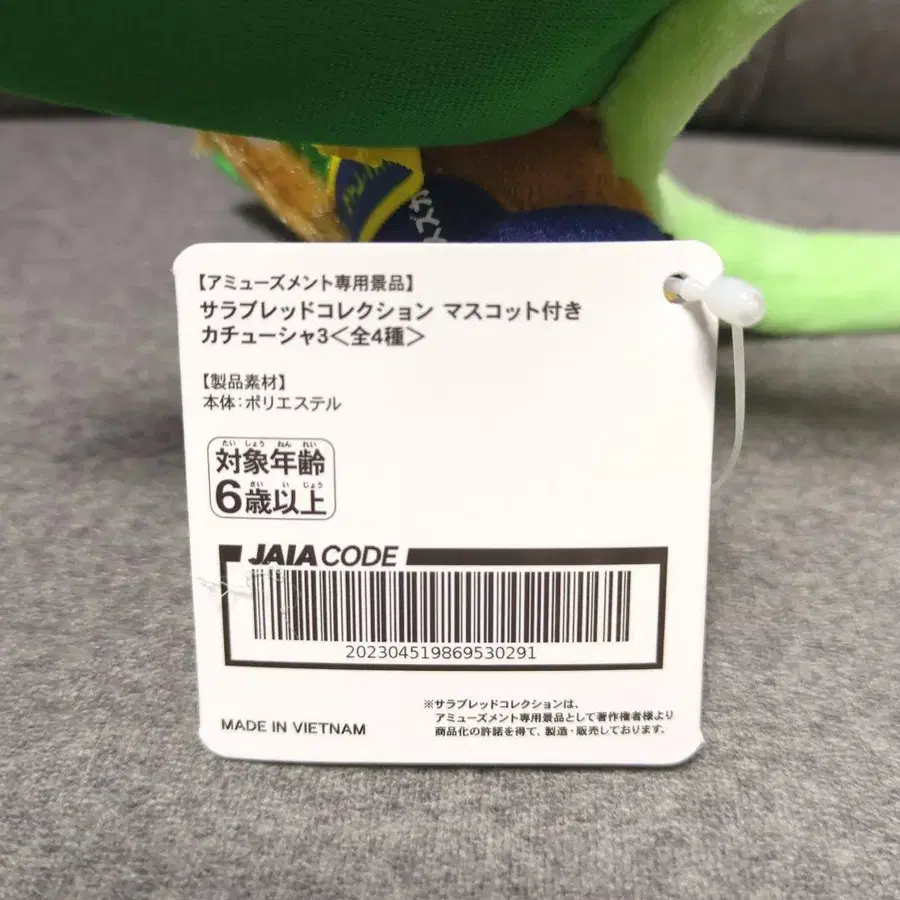 スズカ
【アミューズメント専用景品】
サラブレッドコレクション マスコット付き
カチューシャ3<全4種>
【製品素材】
本体:ポリエステル
たい しょう ねん れい
対象年齢
さい い じょう
6歳以上
JAIA CODE
202304519869530291
MADE IN VIETNAM
※サラブレッドコレクションは、
アミューズメント専用景品として著作権者様より
商品化の許諾を得て、製造・販売しております。